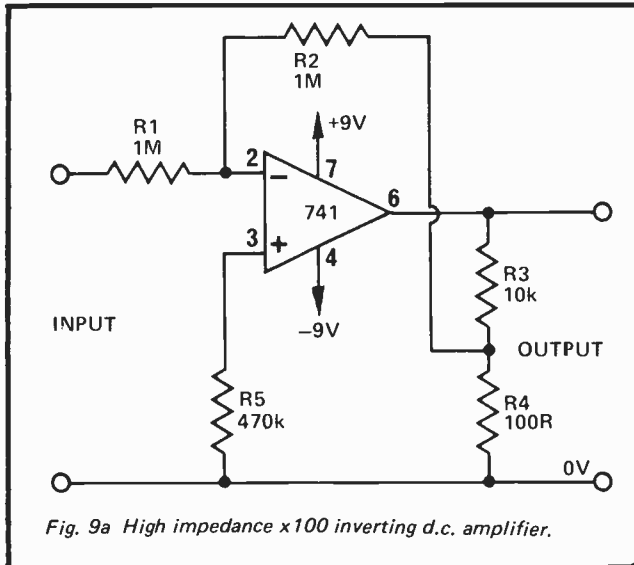 R2
1M
R1
1M
+9V
2
7
−
741
6
3
+
4
R3
10k
−9V
INPUT
OUTPUT
R5
470k
R4
100R
0V
Fig. 9a High impedance x100 inverting d.c. amplifier.